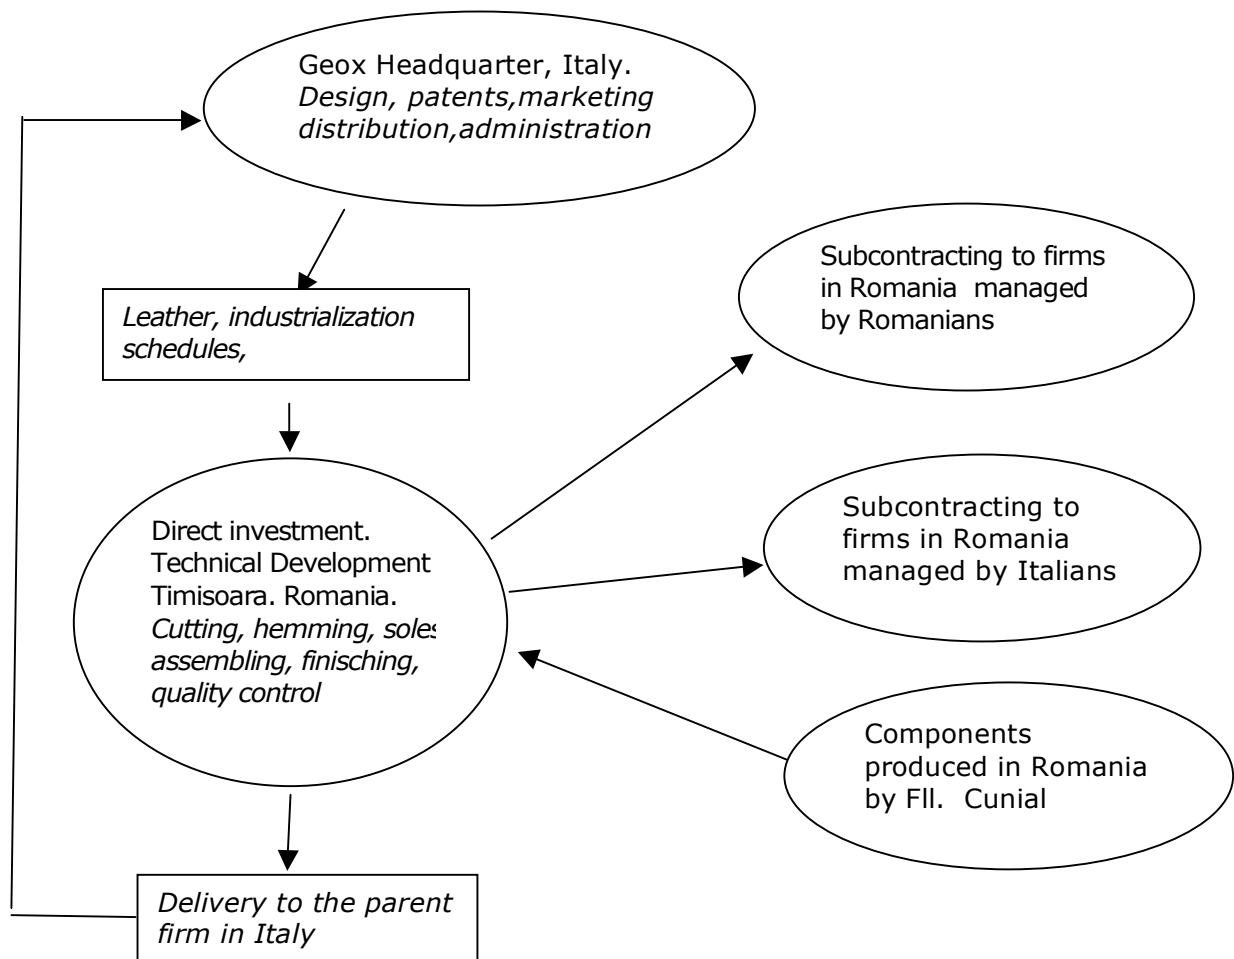 Geox Headquarter, Italy.
Design, patents,marketing
distribution,administration
Leather, industrialization
schedules,
Subcontracting to firms
in Romania managed
by Romanians
Direct investment.
Technical Development
Timisoara. Romania.
Cutting, hemming, soles
assembling, finisching,
quality control
Subcontracting to
firms in Romania
managed by Italians
Components
produced in Romania
by Fll. Cunial
Delivery to the parent
firm in Italy